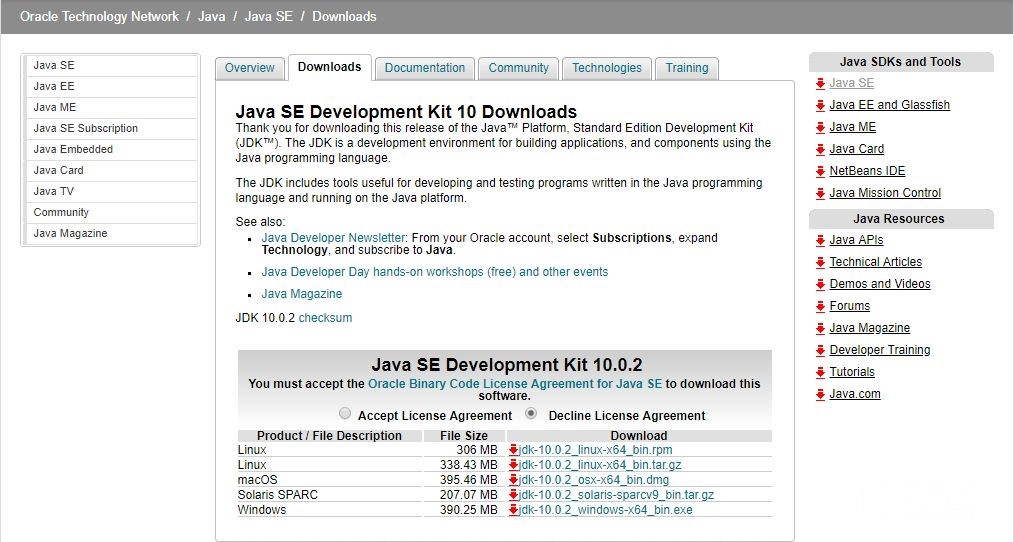 Oracle Technology Network / Java / Java SE / Downloads
Java SE
Java EE
Java ME
Java SE Subscription
Java Embedded
Java Card
Java TV
Community
Java Magazine
Overview Downloads Documentation Community Technologies Training
Java SE Development Kit 10 Downloads
Thank you for downloading this release of the Java™ Platform, Standard Edition Development Kit
(JDK™). The JDK is a development environment for building applications, and components using the
Java programming language.
The JDK includes tools useful for developing and testing programs written in the Java programming
language and running on the Java platform.
See also:
Java Developer Newsletter: From your Oracle account, select Subscriptions, expand
Technology, and subscribe to Java.
Java Developer Day hands-on workshops (free) and other events
Java Magazine
JDK 10.0.2 checksum
Java SE Development Kit 10.0.2
You must accept the Oracle Binary Code License Agreement for Java SE to download this
software.
Accept License Agreement Decline License Agreement
Product / File Description File Size Download
Linux 306 MB jdk-10.0.2_linux-x64_bin.rpm
Linux 338.43 MB jdk-10.0.2_linux-x64_bin.tar.gz
macOS 395.46 MB jdk-10.0.2_osx-x64_bin.dmg
Solaris SPARC 207.07 MB jdk-10.0.2_solaris-sparcv9_bin.tar.gz
Windows 390.25 MB jdk-10.0.2_windows-x64_bin.exe
Java SDKs and Tools
Java SE
Java EE and Glassfish
Java ME
Java Card
NetBeans IDE
Java Mission Control
Java Resources
Java APIs
Technical Articles
Demos and Videos
Forums
Java Magazine
Developer Training
Tutorials
Java.com